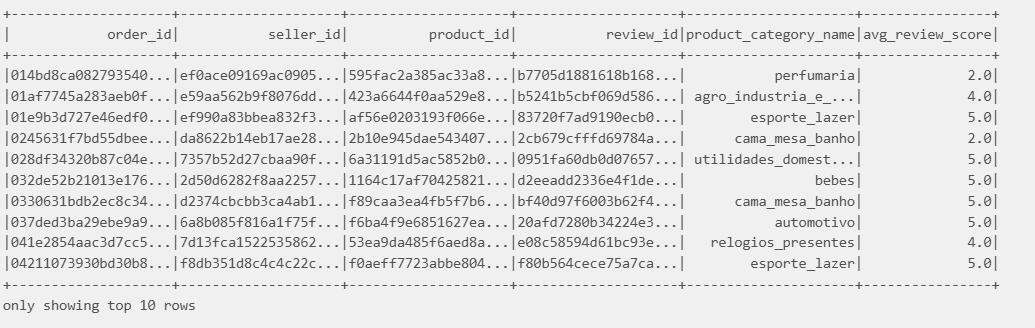 +--------------------+--------------------+--------------------+--------------------+---------------------+----------------+
|            order_id|           seller_id|          product_id|           review_id|product_category_name|avg_review_score|
+--------------------+--------------------+--------------------+--------------------+---------------------+----------------+
|014bd8ca082793540...|ef0ace09169ac0905...|595fac2a385ac33a8...|b7705d1881618b168...|           perfumaria|             2.0|
|01af7745a283aeb0f...|e59aa562b9f8076dd...|423a6644f0aa529e8...|b5241b5cbf069d586...| agro_industria_e_...|             4.0|
|01e9b3d727e46edf0...|ef990a83bbea832f3...|af56e0203193f066e...|83720f7ad9190ecb0...|        esporte_lazer|             5.0|
|0245631f7bd55dbee...|da8622b14eb17ae28...|2b10e945dae543407...|2cb679cfffd69784a...|      cama_mesa_banho|             2.0|
|028df34320b87c04e...|7357b52d27cbaa90f...|6a31191d5ac5852b0...|0951fa60db0d07657...| utilidades_domest...|             5.0|
|032de52b21013e176...|2d50d6282f8aa2257...|1164c17af70425821...|d2eeadd2336e4f1de...|                bebes|             5.0|
|0330631bdb2ec8c34...|d2374cbcbb3ca4ab1...|f89caa3ea4fb5f7b6...|bf40d97f6003b62f4...|      cama_mesa_banho|             5.0|
|037ded3ba29ebe9a9...|6a8b085f816a1f75f...|f6ba4f9e6851627ea...|20afd7280b34224e3...|           automotivo|             5.0|
|041e2854aac3d7cc5...|7d13fca1522535862...|53ea9da485f6aed8a...|e08c58594d61bc93e...|   relogios_presentes|             4.0|
|04211073930bd30b8...|f8db351d8c4c4c22c...|f0aeff7723abbe804...|f80b564cece75a7ca...|        esporte_lazer|             5.0|
+--------------------+--------------------+--------------------+--------------------+---------------------+----------------+
only showing top 10 rows